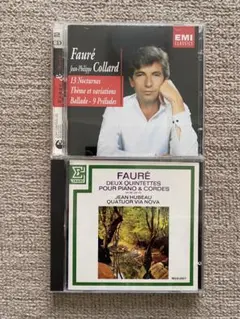 EMI
CLASSICS
Fauré
Jean-Philippe Collard
13 Nocturnes
Thème et variations
Ballade - 9 Préludes
FAURÉ
DEUX QUINTETTES
POUR PIANO & CORDES
JEAN HUBEAU
QUATUOR VIA NOVA